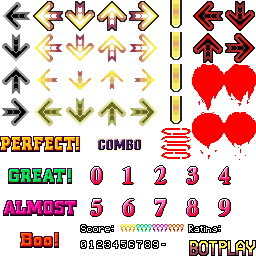 PERFECT! COMBO
GREAT! 0 1 2 3 4
ALMOST 5 6 7 8 9
Score: Rating:
Boo! 0123456789-
BOTPLAY